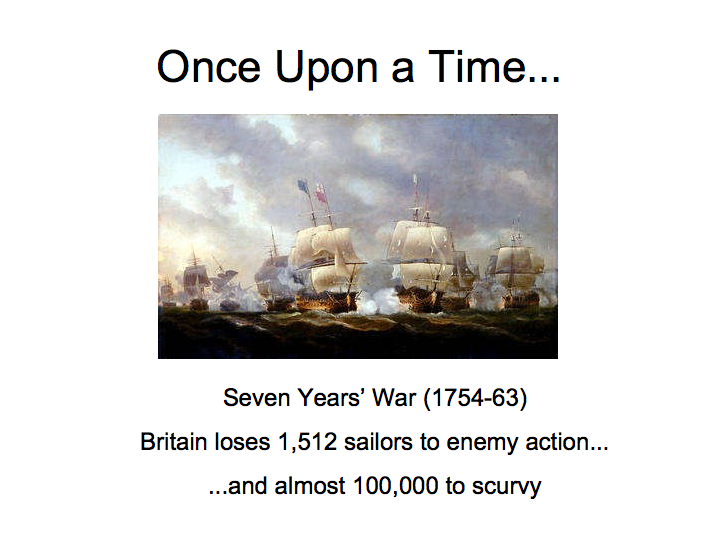 Once Upon a Time...
Seven Years’ War (1754-63)
Britain loses 1,512 sailors to enemy action...
...and almost 100,000 to scurvy